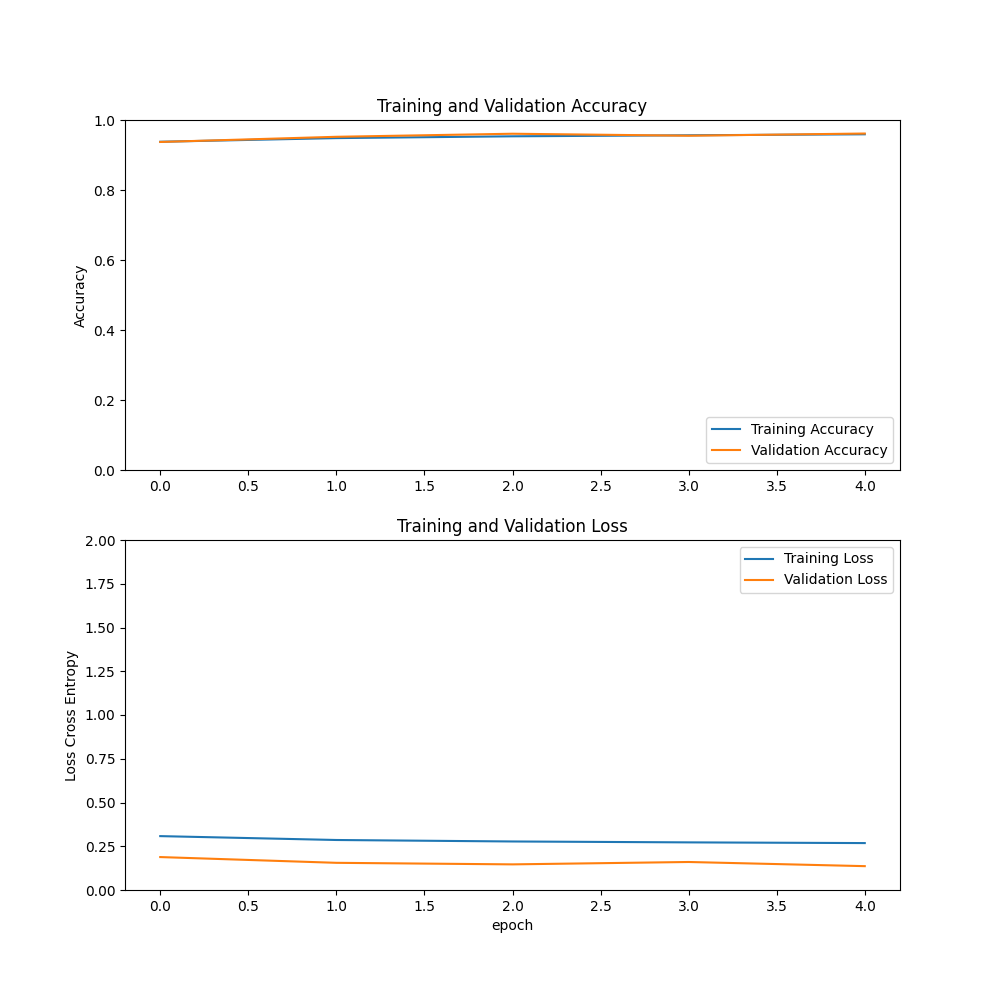 Training and Validation Accuracy
1.0
0.8
0.6
0.4
0.2
0.0
Accuracy
Training Accuracy
Validation Accuracy
0.0 0.5 1.0 1.5 2.0 2.5 3.0 3.5 4.0
Training and Validation Loss
2.00
1.75
1.50
1.25
1.00
0.75
0.50
0.25
0.00
Loss Cross Entropy
Training Loss
Validation Loss
0.0 0.5 1.0 1.5 2.0 2.5 3.0 3.5 4.0
epoch